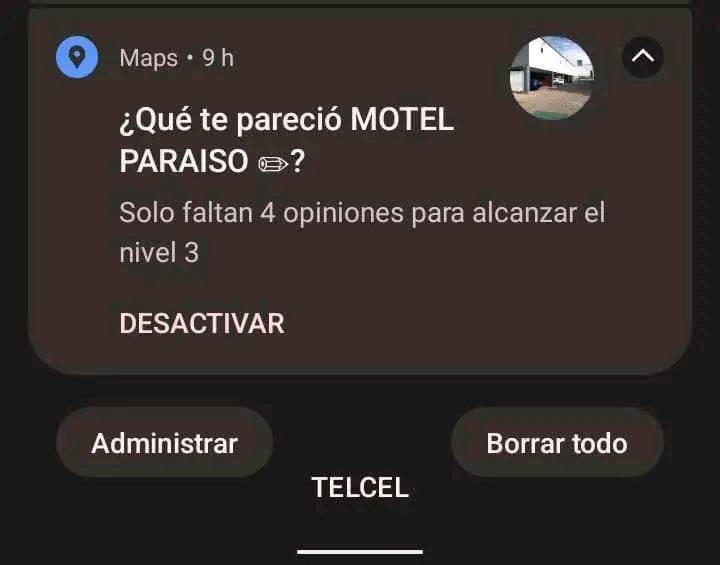 Maps • 9 h
¿Qué te pareció MOTEL
PARAISO ✏?
Solo faltan 4 opiniones para alcanzar el
nivel 3
DESACTIVAR
Administrar
Borrar todo
TELCEL